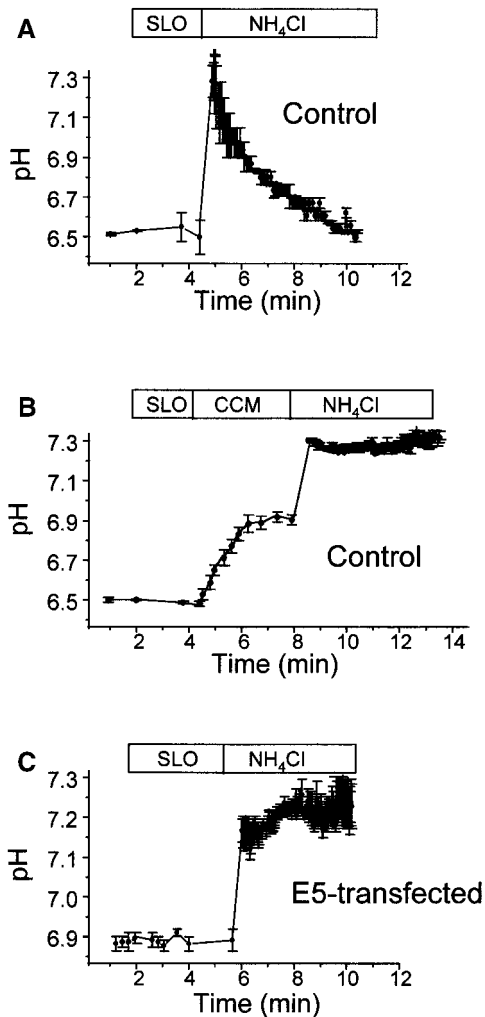 A
SLO NH₄Cl
7.3
7.1
6.9
6.7
6.5
pH
Control
0 2 4 6 8 10 12
Time (min)
B
SLO CCM NH₄Cl
7.3
7.1
6.9
6.7
6.5
pH
Control
0 2 4 6 8 10 12 14
Time (min)
C
SLO NH₄Cl
7.3
7.2
7.1
7.0
6.9
pH
E5-transfected
0 2 4 6 8 10 12
Time (min)